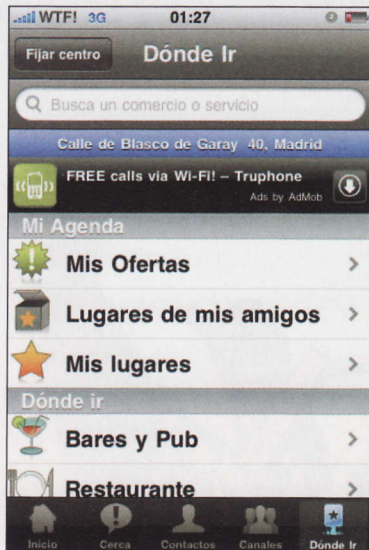 WTF! 3G 01:27
Fijar centro Dónde Ir
Busca un comercio o servicio
Calle de Blasco de Garay 40, Madrid
FREE calls via Wi-Fi! – Truphone
Ads by AdMob
Mi Agenda
Mis Ofertas
Lugares de mis amigos
Mis lugares
Dónde ir
Bares y Pub
Restaurante
Inicio Cerca Contactos Canales Dónde Ir